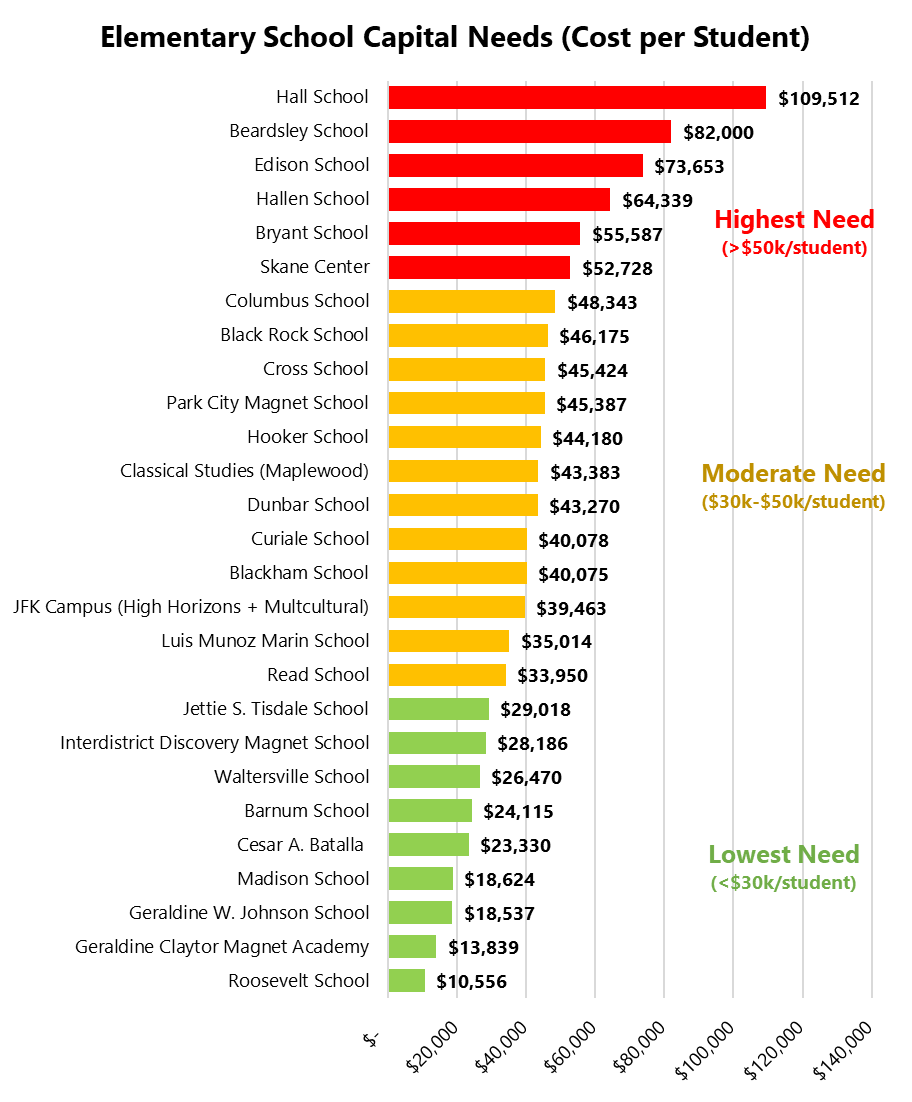 Elementary School Capital Needs (Cost per Student)
Hall School $109,512
Beardsley School $82,000
Edison School $73,653
Hallen School $64,339
Highest Need
Bryant School $55,587
(>$50k/student)
Skane Center $52,728
Columbus School $48,343
Black Rock School $46,175
Cross School $45,424
Park City Magnet School $45,387
Hooker School $44,180
Classical Studies (Maplewood) $43,383
Moderate Need
Dunbar School $43,270
($30k-$50k/student)
Curiale School $40,078
Blackham School $40,075
JFK Campus (High Horizons + Multcultural) $39,463
Luis Munoz Marin School $35,014
Read School $33,950
Jettie S. Tisdale School $29,018
Interdistrict Discovery Magnet School $28,186
Waltersville School $26,470
Barnum School $24,115
Cesar A. Batalla $23,330
Lowest Need
Madison School $18,624
(<$30k/student)
Geraldine W. Johnson School $18,537
Geraldine Claytor Magnet Academy $13,839
Roosevelt School $10,556
$- $20,000 $40,000 $60,000 $80,000 $100,000 $120,000 $140,000